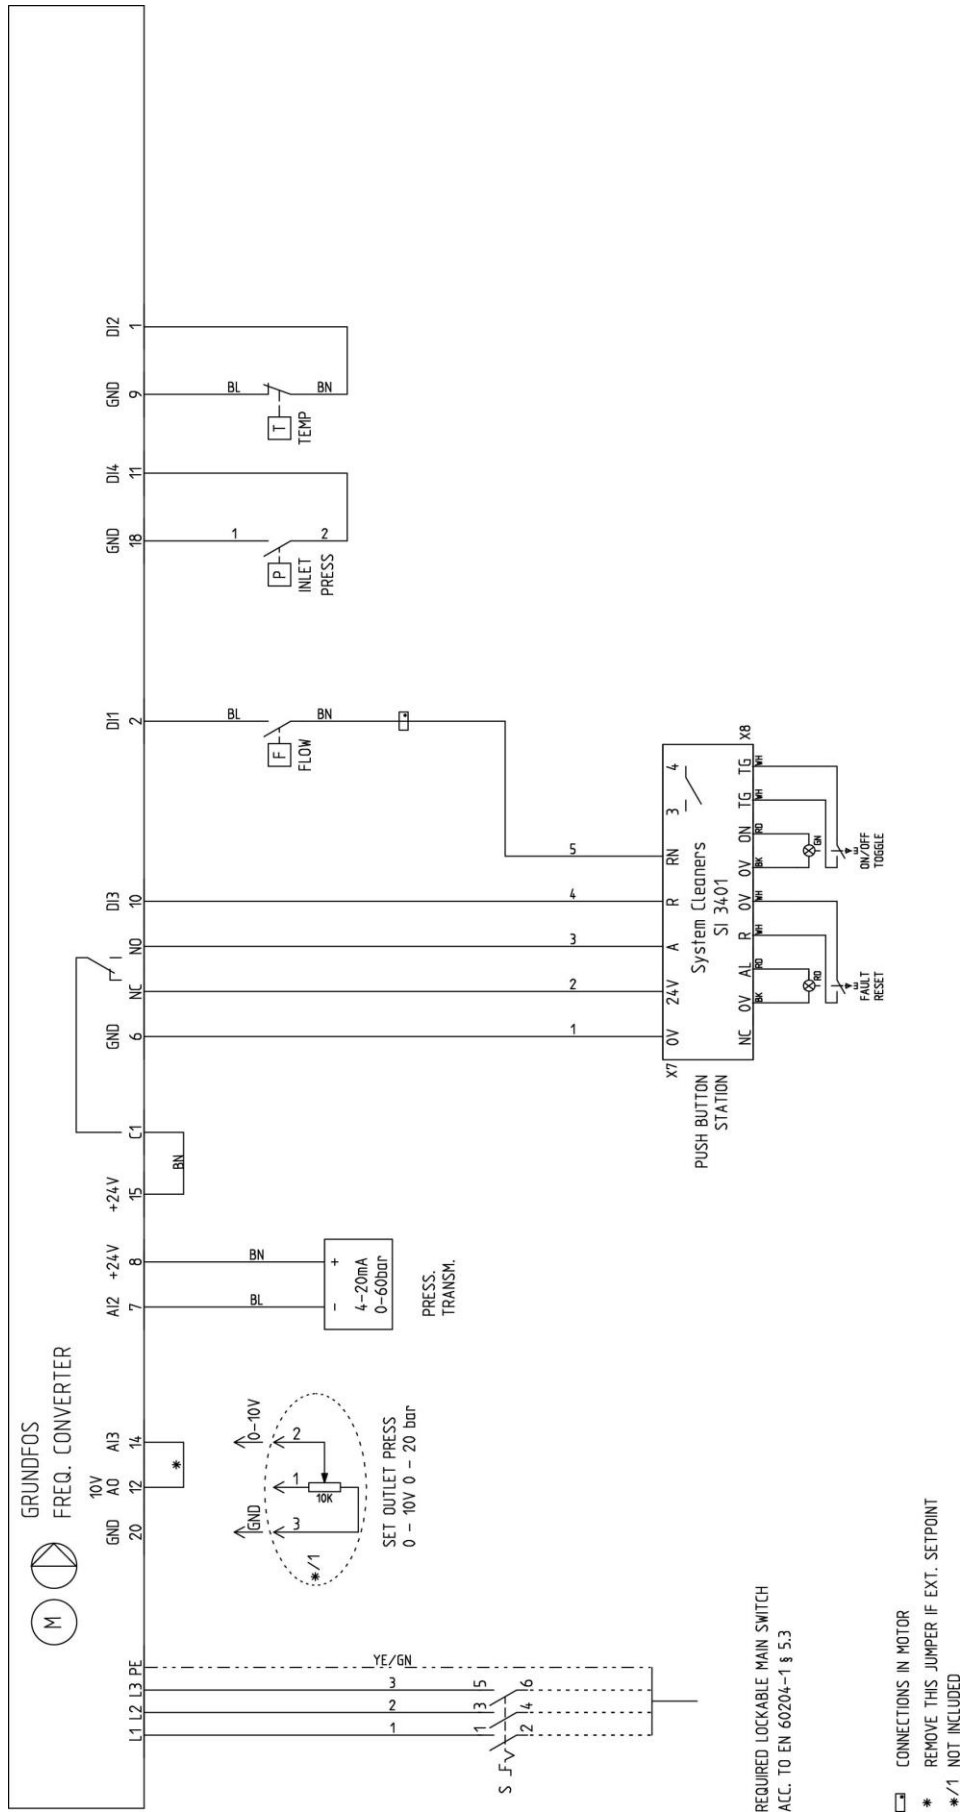 GRUNDFOS
FREQ. CONVERTER
M
L1 L2 L3 PE
10V
GND A0 AI3
20 12 14
*
AI2 +24V
7 8
+24V
15 C1
GND NC NO DI3
6 10
DI1
2
GND DI4
18 11
GND DI2
9 1
1 2 3 YE/GN
1 3 5
2 4 6
S
F
GND
0-10V
3 1 2
10K
*/1
SET OUTLET PRESS
0 - 10V 0 - 20 bar
BL BN
- +
4-20mA
0-60bar
PRESS.
TRANSM.
BN
1 2 3 4 5
BL
F
BN
FLOW
1
P
2
INLET
PRESS
BL
T
BN
TEMP
X7
0V 24V A R RN
3 4
System Cleaners
SI 3401
NC 0V AL R 0V 0V ON TG TG
X8
PUSH BUTTON
STATION
BK RD WH WH BK RD WH WH
RD
GN
FAULT
RESET
ON/OFF
TOGGLE
REQUIRED LOCKABLE MAIN SWITCH
ACC. TO EN 60204-1 § 5.3
CONNECTIONS IN MOTOR
* REMOVE THIS JUMPER IF EXT. SETPOINT
*/1 NOT INCLUDED